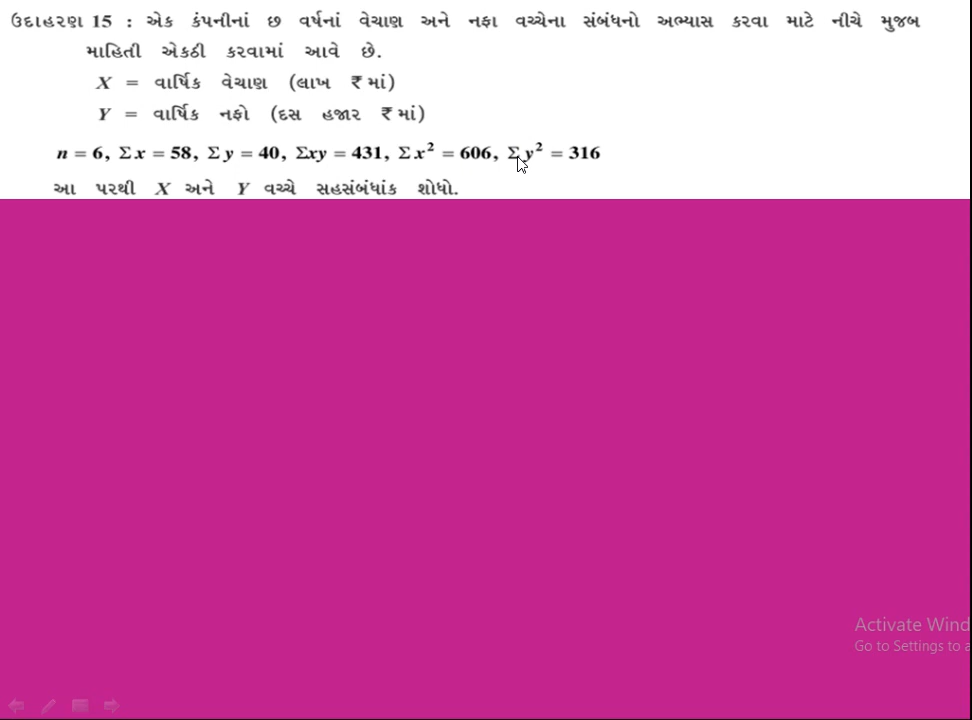 ઉદાહરણ 15 : એક કંપનીનાં છ વર્ષનાં વેચાણ અને નફા વચ્ચેના સંબંધનો અભ્યાસ કરવા માટે નીચે મુજબ
માહિતી એકઠી કરવામાં આવે છે.
X = વાર્ષિક વેચાણ (લાખ ₹ માં)
Y = વાર્ષિક નફો (દસ હજાર ₹ માં)
n = 6, Σx = 58, Σy = 40, Σxy = 431, Σx² = 606, Σy² = 316
આ પરથી X અને Y વચ્ચે સહસંબંધાંક શોધો.
Activate Wind
Go to Settings to a